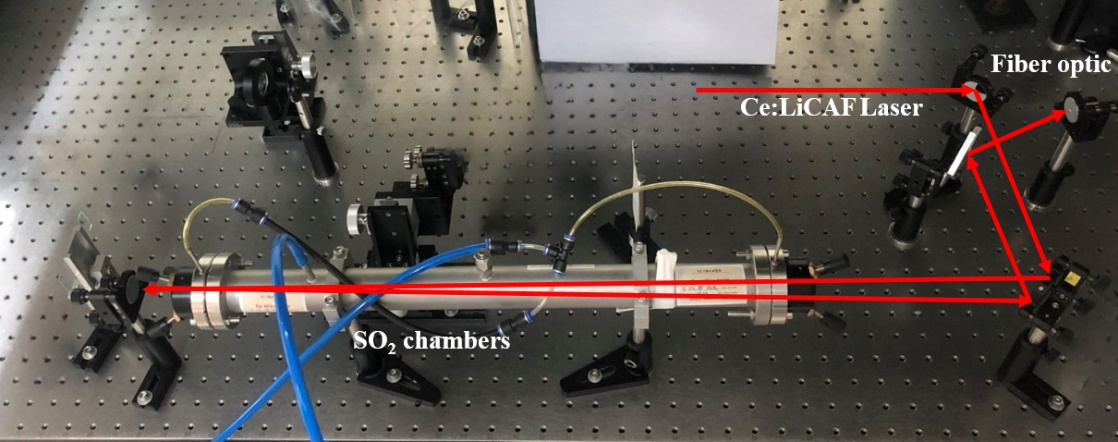 Fiber optic
Ce:LiCAF Laser
SO₂ chambers